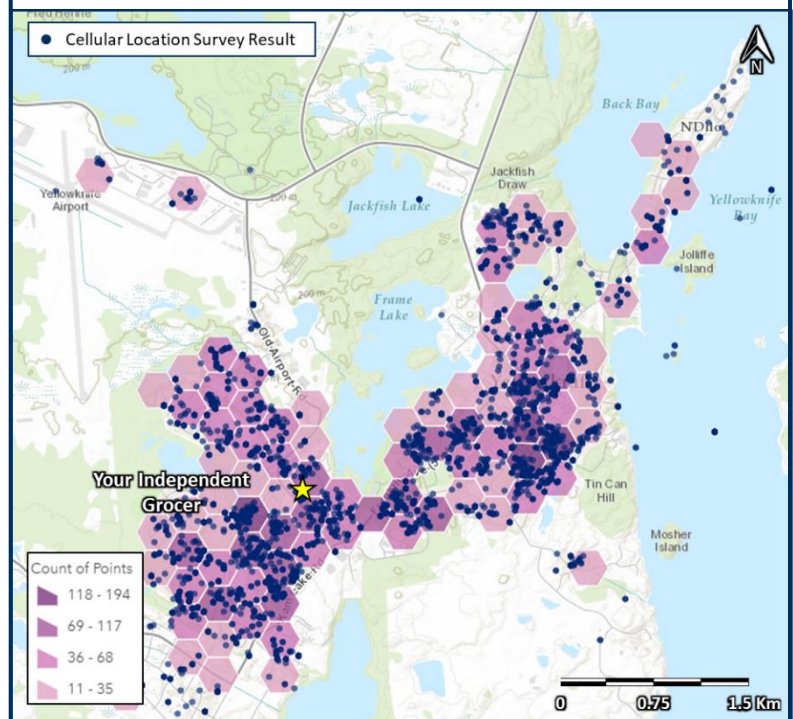 Cellular Location Survey Result
N
200 m
Back Bay
Yellowknife
Airport
200 m
Jackfish
Draw
Jackfish Lake
Yellowknife
Bay
Jolliffe
Island
200 m
Frame
Lake
Old Airport Rd
Your Independent
Grocer
Tin Can
Hill
Mosher
Island
Count of Points
118 - 194
69 - 117
36 - 68
11 - 35
0
0.75
1.5 Km